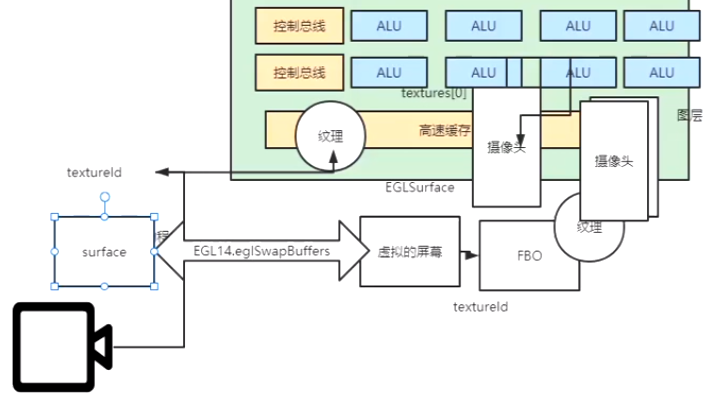 控制总线 ALU ALU ALU ALU
控制总线 ALU ALU ALU ALU
textures[0]
图层
纹理
高速缓存
摄像头
摄像头
textureId
EGLSurface
纹理
程
surface
EGL14.eglSwapBuffers
虚拟的屏幕
FBO
textureId